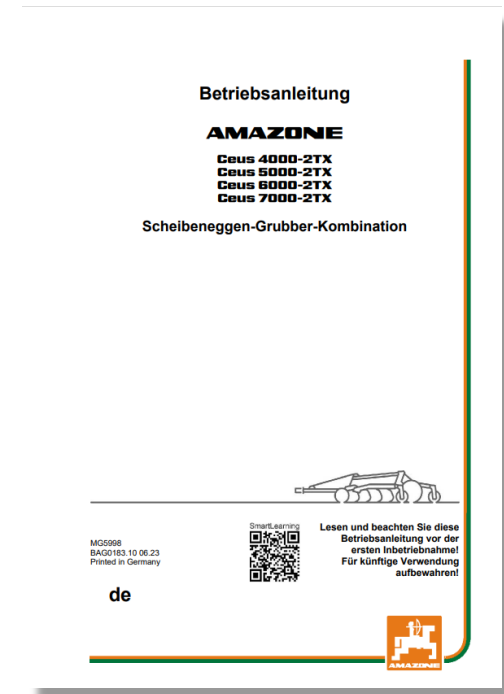 Betriebsanleitung
AMAZONE
Ceus 4000-2TX
Ceus 5000-2TX
Ceus 6000-2TX
Ceus 7000-2TX
Scheibeneggen-Grubber-Kombination
SmartLearning
MG5998
BAG0183.10 06.23
Printed in Germany
Lesen und beachten Sie diese
Betriebsanleitung vor der
ersten Inbetriebnahme!
Für künftige Verwendung
aufbewahren!
de
AMAZONE